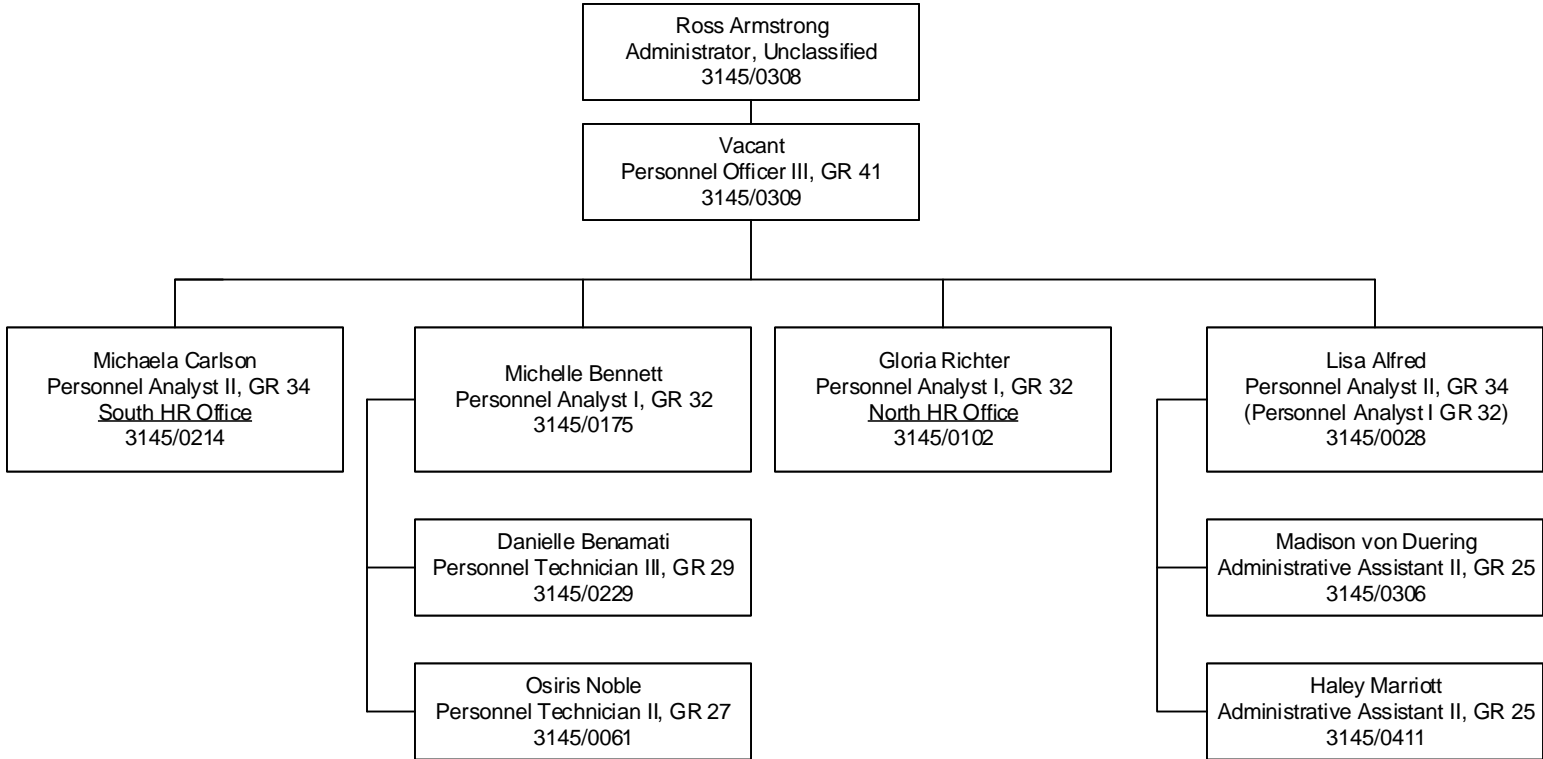 Ross Armstrong
Administrator, Unclassified
3145/0308
Vacant
Personnel Officer III, GR 41
3145/0309
Michaela Carlson
Personnel Analyst II, GR 34
South HR Office
3145/0214
Michelle Bennett
Personnel Analyst I, GR 32
3145/0175
Gloria Richter
Personnel Analyst I, GR 32
North HR Office
3145/0102
Lisa Alfred
Personnel Analyst II, GR 34
(Personnel Analyst I GR 32)
3145/0028
Danielle Benamati
Personnel Technician III, GR 29
3145/0229
Madison von Duering
Administrative Assistant II, GR 25
3145/0306
Osiris Noble
Personnel Technician II, GR 27
3145/0061
Haley Marriott
Administrative Assistant II, GR 25
3145/0411